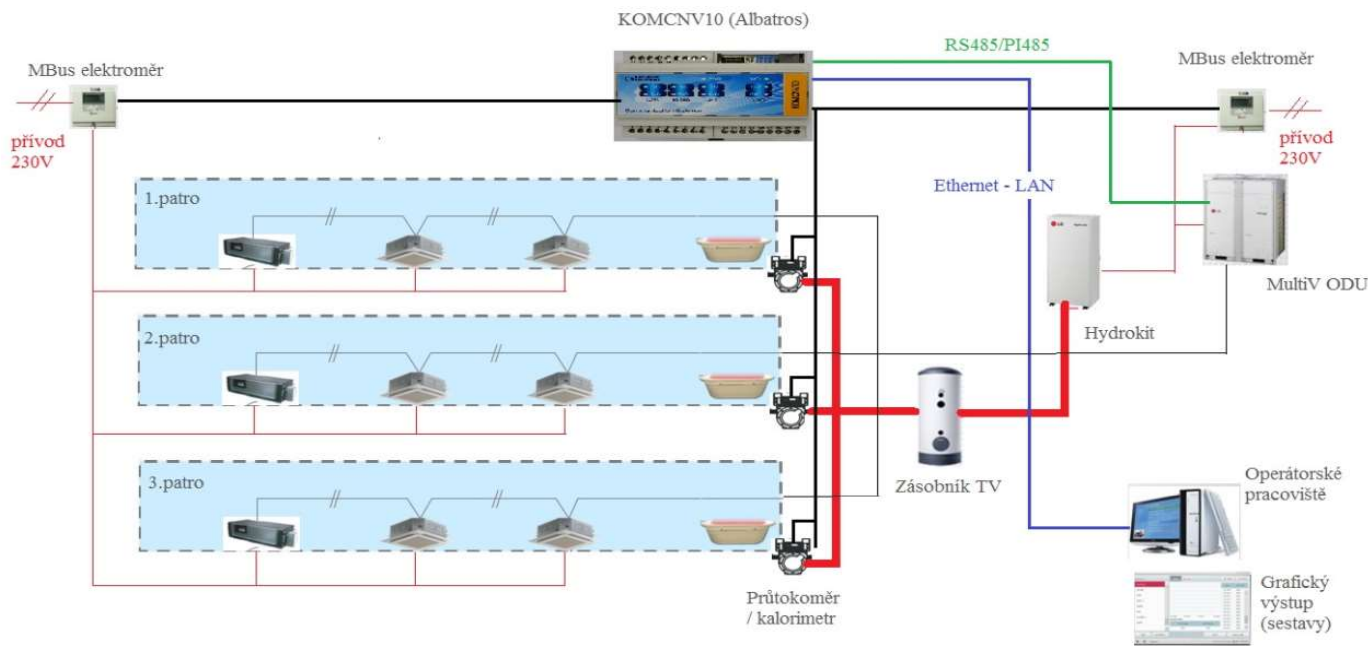 KOMCNV10 (Albatros)
RS485/PI485
MBus elektroměr
MBus elektroměr
přívod
230V
přívod
230V
Ethernet - LAN
1.patro
MultiV ODU
Hydrokit
2.patro
Zásobník TV
3.patro
Operátorské
pracoviště
Průtokoměr
/ kalorimetr
Grafický
výstup
(sestavy)